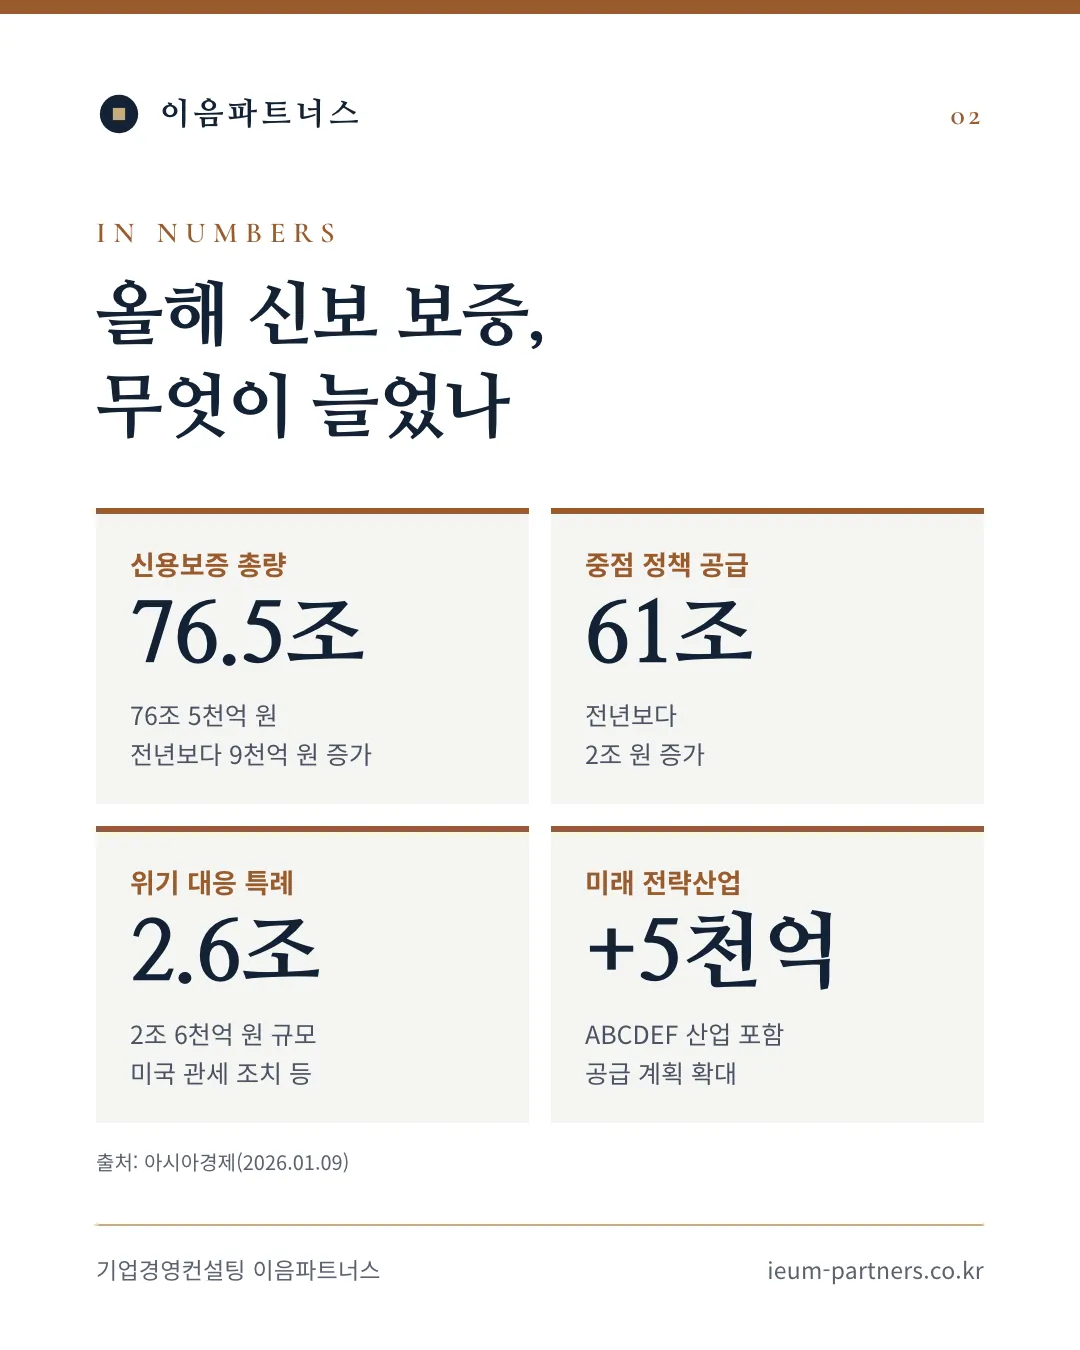 이음파트너스
02
IN NUMBERS
올해 신보 보증,
무엇이 늘었나
신용보증 총량
76.5조
76조 5천억 원
전년보다 9천억 원 증가
중점 정책 공급
61조
전년보다
2조 원 증가
위기 대응 특례
2.6조
2조 6천억 원 규모
미국 관세 조치 등
미래 전략산업
+5천억
ABCDEF 산업 포함
공급 계획 확대
출처: 아시아경제(2026.01.09)
기업경영컨설팅 이음파트너스
ieum-partners.co.kr